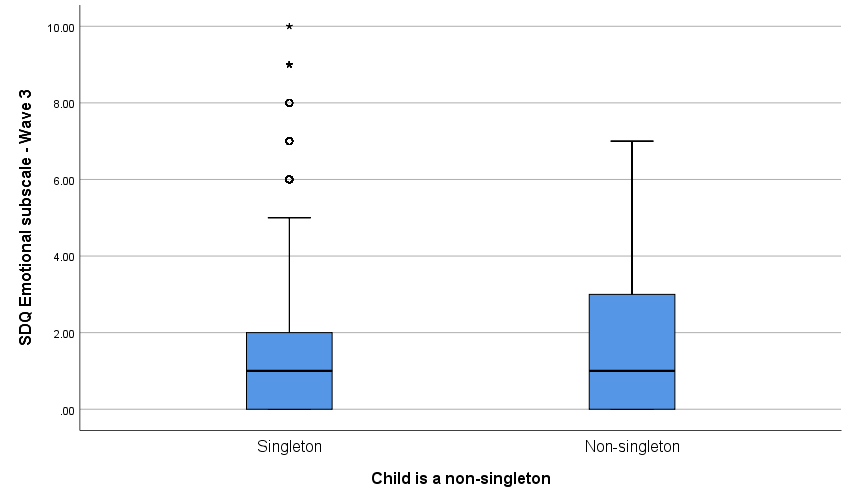 SDQ Emotional subscale - Wave 3
10.00
8.00
6.00
4.00
2.00
.00
Singleton
Non-singleton
Child is a non-singleton